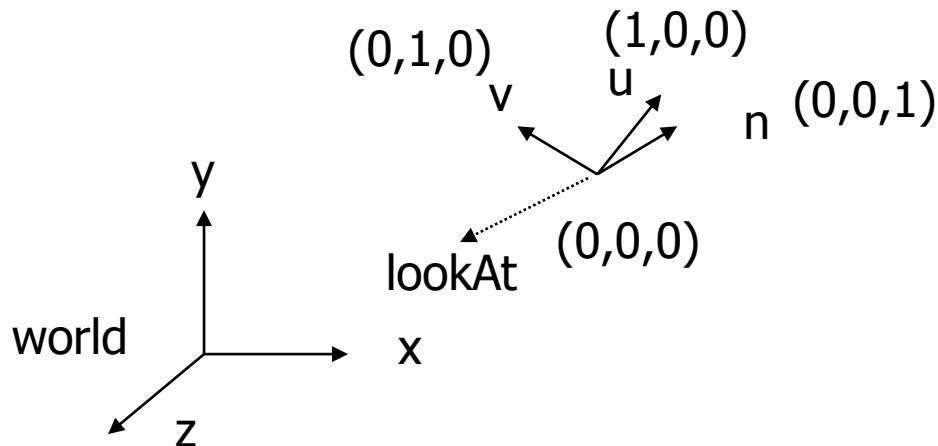 (0,1,0)
(1,0,0)
v
u
n
(0,0,1)
y
(0,0,0)
lookAt
world
x
z